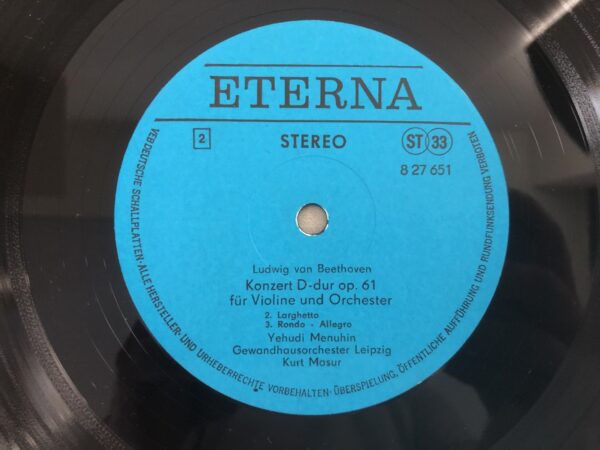 ETERNA
2
STEREO
ST 33
8 27 651
Ludwig van Beethoven
Konzert D-dur op. 61
für Violine und Orchester
2. Larghetto
3. Rondo - Allegro
Yehudi Menuhin
Gewandhausorchester Leipzig
Kurt Masur
VEB DEUTSCHE SCHALLPLATTEN · ALLE HERSTELLER- UND URHEBERRECHTE VORBEHALTEN · ÜBERSPIELUNG, ÖFFENTLICHE AUFFÜHRUNG UND RUNDFUNKSENDUNG VERBOTEN